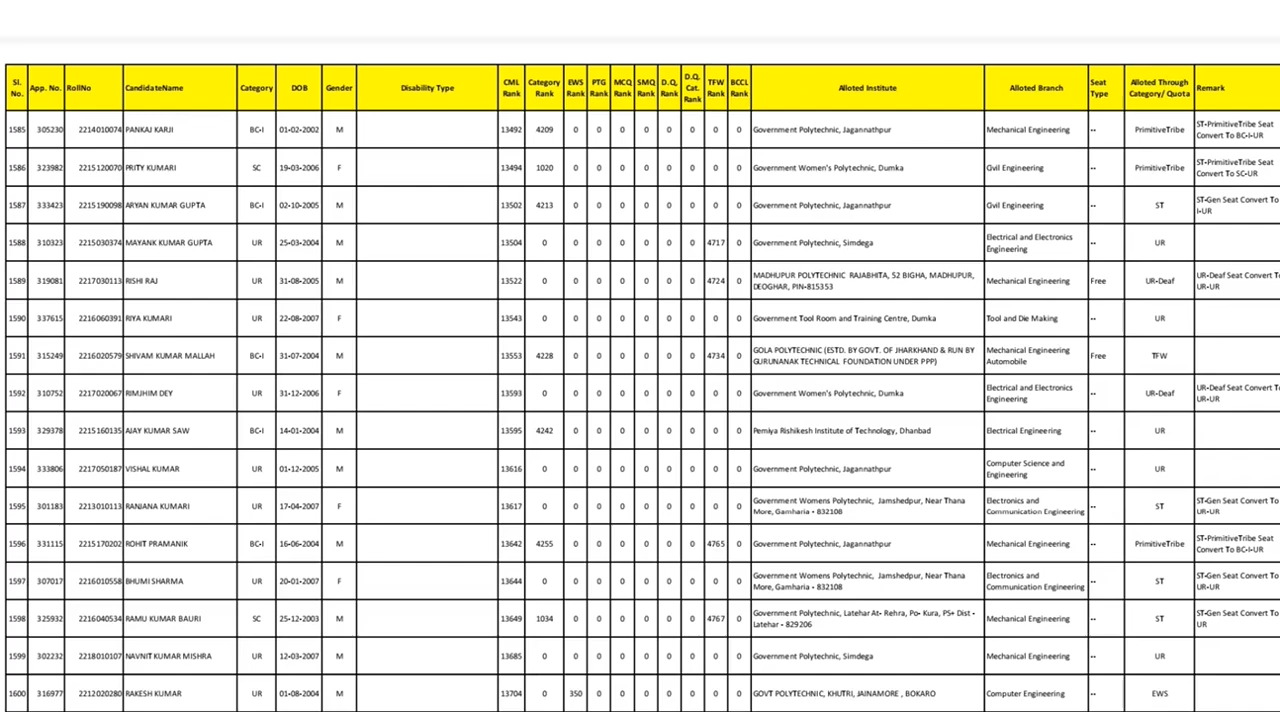 Sl. No. App. No. RollNo CandidateName Category DOB Gender Disability Type CML Rank Category Rank EWS Rank PTG Rank MCQ Rank SMQ Rank D.Q. Rank D.Q. Cat. Rank TFW Rank BCCL Rank Alloted Institute Alloted Branch Seat Type Alloted Through Category/ Quota Remark
1585 305230 2214010074 PANKAJ KARJI BC-I 01-02-2002 M 13492 4209 0 0 0 0 0 0 0 0 Government Polytechnic, Jagannathpur Mechanical Engineering -- PrimitiveTribe ST-PrimitiveTribe Seat Convert To BC-I-UR
1586 323982 2215120070 PRITY KUMARI SC 19-03-2006 F 13494 1020 0 0 0 0 0 0 0 0 Government Women's Polytechnic, Dumka Civil Engineering -- PrimitiveTribe ST-PrimitiveTribe Seat Convert To SC-UR
1587 333423 2215190098 ARYAN KUMAR GUPTA BC-I 02-10-2005 M 13502 4213 0 0 0 0 0 0 0 0 Government Polytechnic, Jagannathpur Civil Engineering -- ST ST-Gen Seat Convert To I-UR
1588 310323 2215030374 MAYANK KUMAR GUPTA UR 25-03-2004 M 13504 0 0 0 0 0 0 0 4717 0 Government Polytechnic, Simdega Electrical and Electronics Engineering -- UR
1589 319081 2217030113 RISHI RAJ UR 31-08-2005 M 13522 0 0 0 0 0 0 0 4724 0 MADHUPUR POLYTECHNIC RAJABHITA, 52 BIGHA, MADHUPUR, DEOGHAR, PIN-815353 Mechanical Engineering Free UR-Deaf UR-Deaf Seat Convert To UR-UR
1590 337615 2216060391 RIYA KUMARI UR 22-08-2007 F 13543 0 0 0 0 0 0 0 0 0 Government Tool Room and Training Centre, Dumka Tool and Die Making -- UR
1591 315249 2216020579 SHIVAM KUMAR MALLAH BC-I 31-07-2004 M 13553 4228 0 0 0 0 0 0 4734 0 GOLA POLYTECHNIC (ESTD. BY GOVT. OF JHARKHAND & RUN BY GURUNANAK TECHNICAL FOUNDATION UNDER PPP) Mechanical Engineering Automobile Free TFW
1592 310752 2217020067 RIMJHIM DEY UR 31-12-2006 F 13593 0 0 0 0 0 0 0 0 0 Government Women's Polytechnic, Dumka Electrical and Electronics Engineering -- UR-Deaf UR-Deaf Seat Convert To UR-UR
1593 329378 2215160135 AJAY KUMAR SAW BC-I 14-01-2004 M 13595 4242 0 0 0 0 0 0 0 0 Pemiya Rishikesh Institute of Technology, Dhanbad Electrical Engineering -- UR
1594 333806 2217050187 VISHAL KUMAR UR 01-12-2005 M 13616 0 0 0 0 0 0 0 0 0 Government Polytechnic, Jagannathpur Computer Science and Engineering -- UR
1595 301183 2213010113 RANJANA KUMARI UR 17-04-2007 F 13617 0 0 0 0 0 0 0 0 0 Government Womens Polytechnic, Jamshedpur, Near Thana More, Gamharia - 832108 Electronics and Communication Engineering -- ST ST-Gen Seat Convert To UR-UR
1596 331115 2215170202 ROHIT PRAMANIK BC-I 16-06-2004 M 13642 4255 0 0 0 0 0 0 4765 0 Government Polytechnic, Jagannathpur Mechanical Engineering -- PrimitiveTribe ST-PrimitiveTribe Seat Convert To BC-I-UR
1597 307017 2216010558 BHUMI SHARMA UR 20-01-2007 F 13644 0 0 0 0 0 0 0 0 0 Government Womens Polytechnic, Jamshedpur, Near Thana More, Gamharia - 832108 Electronics and Communication Engineering -- ST ST-Gen Seat Convert To UR-UR
1598 325932 2216040534 RAMU KUMAR BAURI SC 25-12-2003 M 13649 1034 0 0 0 0 0 0 4767 0 Government Polytechnic, Latehar At- Rehra, Po- Kura, PS+ Dist - Latehar - 829206 Mechanical Engineering -- ST ST-Gen Seat Convert To UR
1599 302232 2218010107 NAVNIT KUMAR MISHRA UR 12-03-2007 M 13685 0 0 0 0 0 0 0 0 0 Government Polytechnic, Simdega Mechanical Engineering -- UR
1600 316977 2212020280 RAKESH KUMAR UR 01-08-2004 M 13704 0 350 0 0 0 0 0 0 0 GOVT POLYTECHNIC, KHUTRI, JAINAMORE , BOKARO Computer Engineering -- EWS